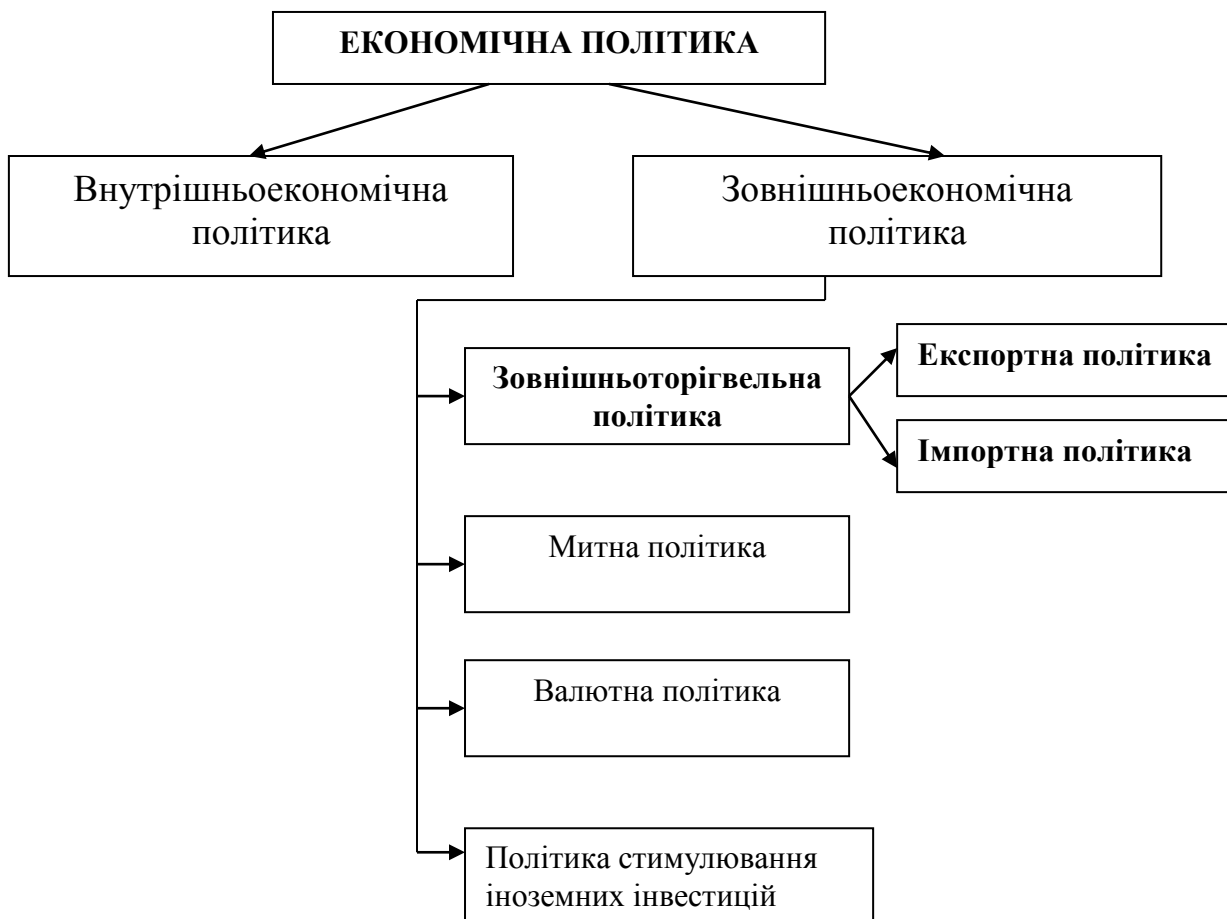 ЕКОНОМІЧНА ПОЛІТИКА
Внутрішньоекономічна
політика
Зовнішньоекономічна
політика
Зовнішньоторігвельна
політика
Експортна політика
Імпортна політика
Митна політика
Валютна політика
Політика стимулювання
іноземних інвестицій